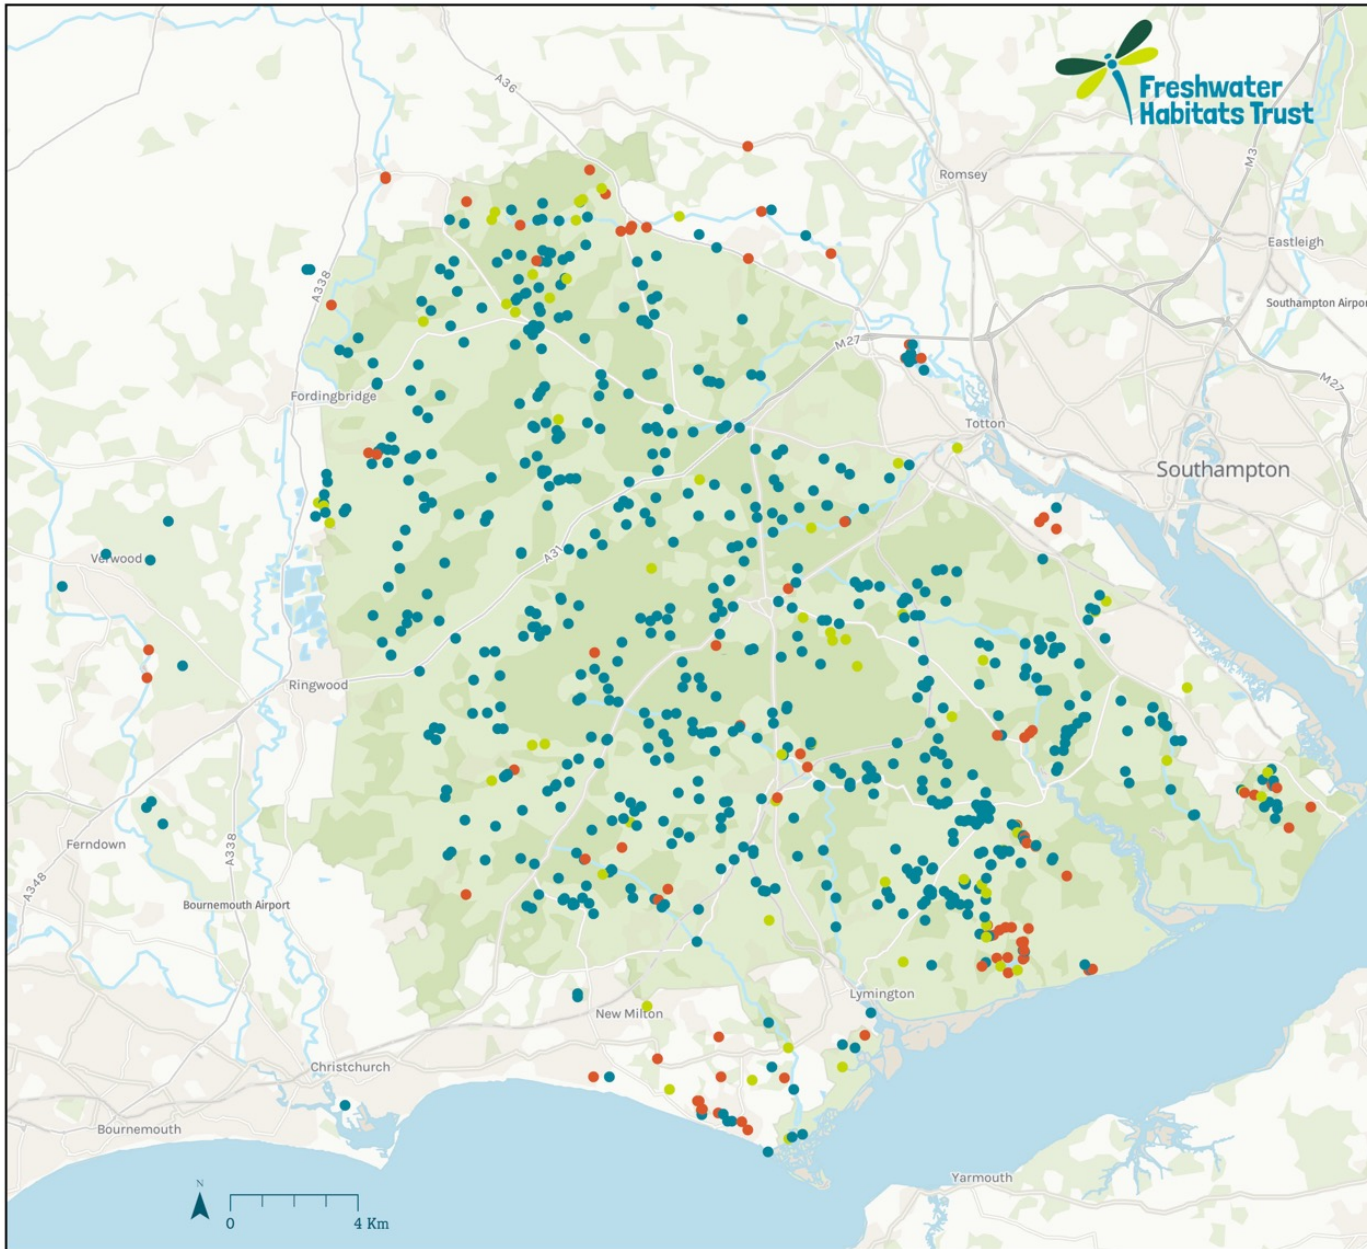 A36
Freshwater
Habitats Trust
M3
Romsey
Eastleigh
A338
Southampton Airpor
M27
M27
Fordingbridge
Totton
Southampton
A31
Verwood
Ringwood
Ferndown
A338
A348
Bournemouth Airport
Lymington
New Milton
Christchurch
Bournemouth
Yarmouth
N
0
4 Km